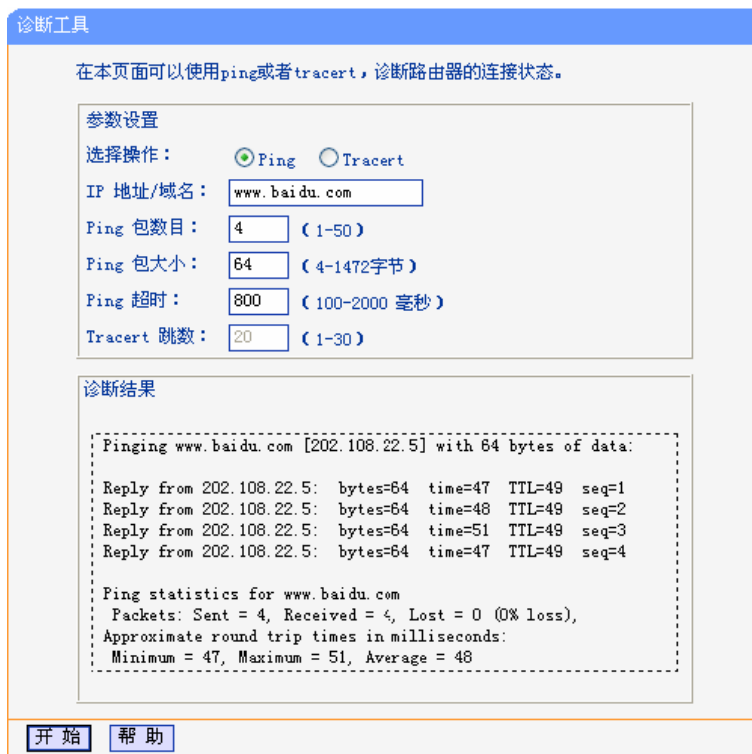 诊断工具
在本页面可以使用ping或者tracert，诊断路由器的连接状态。
参数设置
选择操作： Ping Tracert
IP 地址/域名： www.baidu.com
Ping 包数目： 4 （1-50）
Ping 包大小： 64 （4-1472字节）
Ping 超时： 800 （100-2000 毫秒）
Tracert 跳数： 20 （1-30）
诊断结果
Pinging www.baidu.com [202.108.22.5] with 64 bytes of data:
Reply from 202.108.22.5: bytes=64 time=47 TTL=49 seq=1
Reply from 202.108.22.5: bytes=64 time=48 TTL=49 seq=2
Reply from 202.108.22.5: bytes=64 time=51 TTL=49 seq=3
Reply from 202.108.22.5: bytes=64 time=47 TTL=49 seq=4
Ping statistics for www.baidu.com
Packets: Sent = 4, Received = 4, Lost = 0 (0% loss),
Approximate round trip times in milliseconds:
Minimum = 47, Maximum = 51, Average = 48
开 始 帮 助